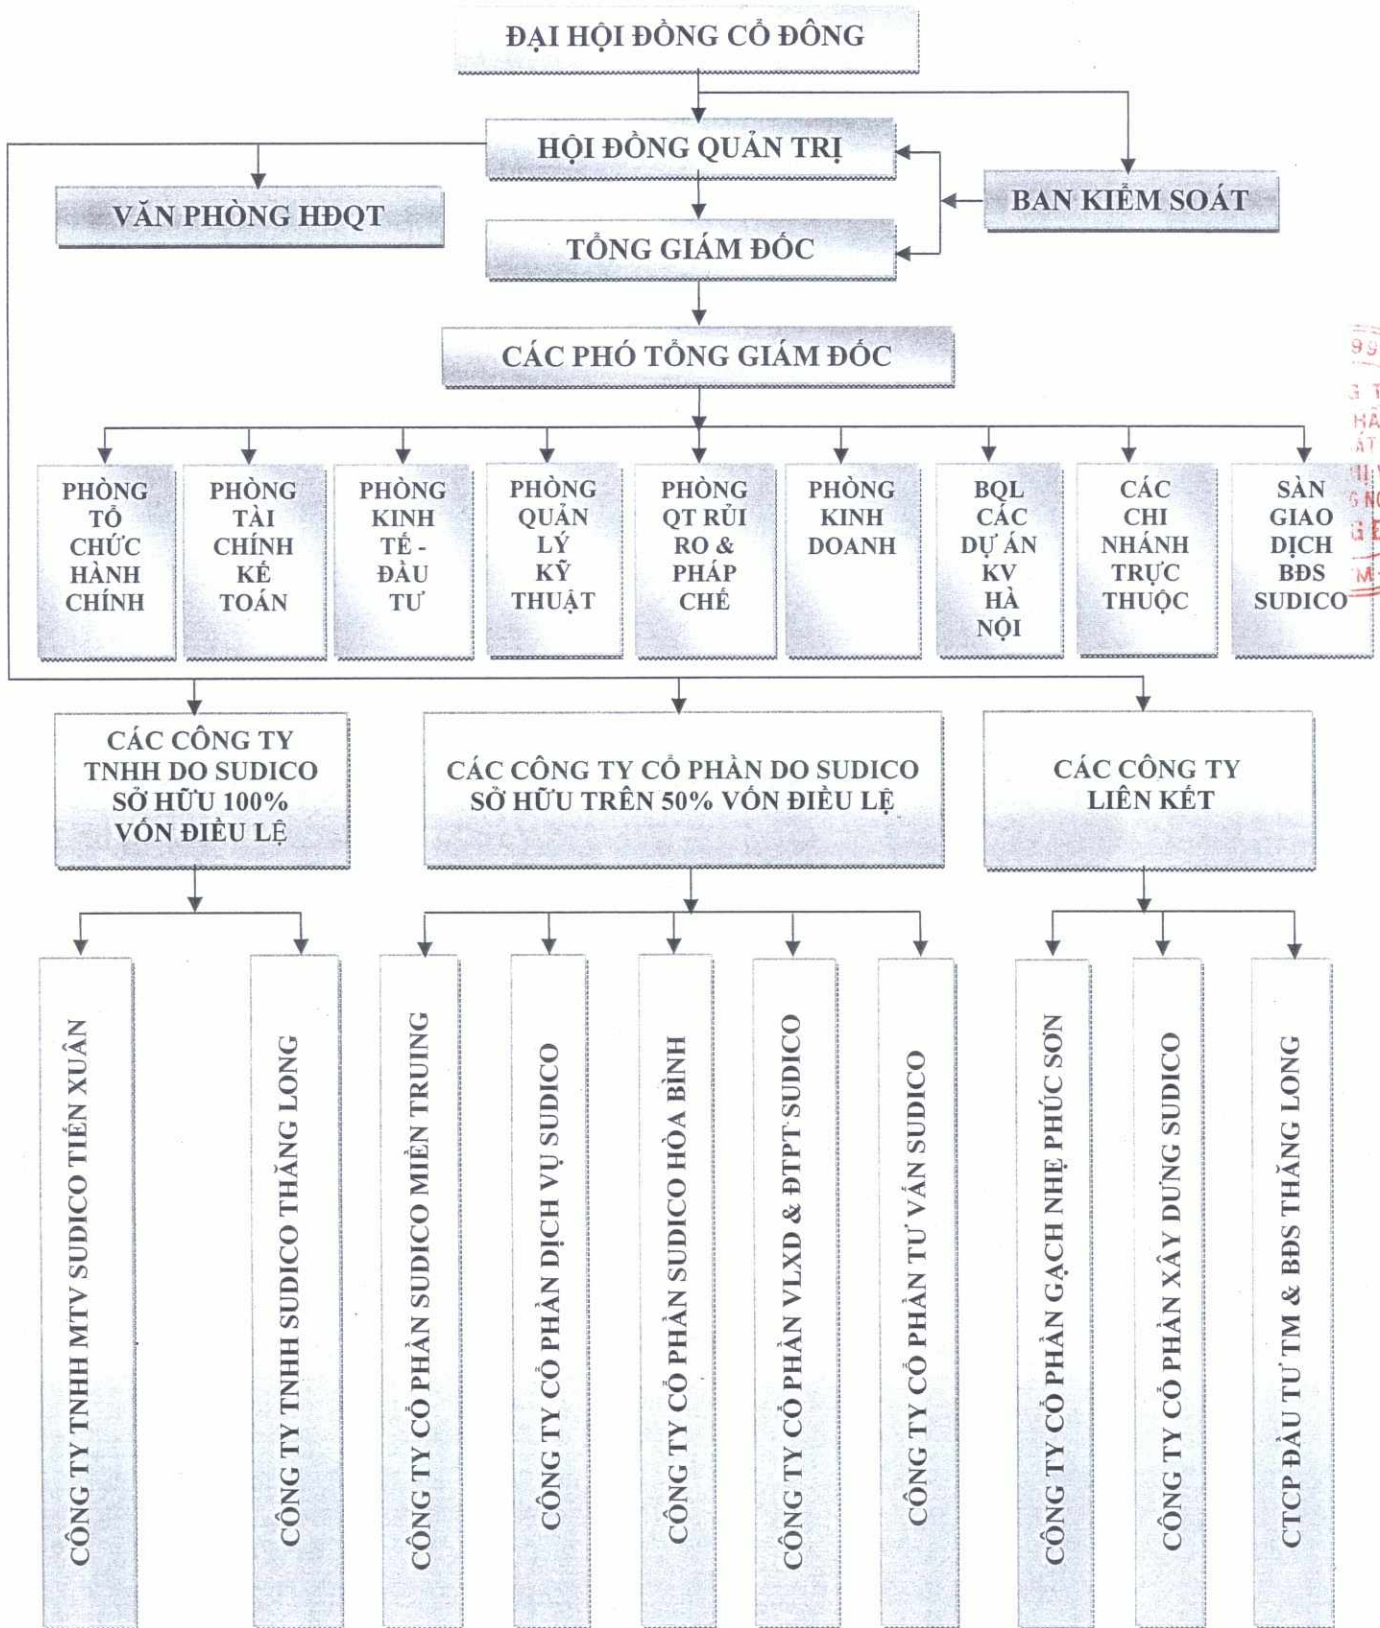 ĐẠI HỘI ĐỒNG CỔ ĐÔNG
HỘI ĐỒNG QUẢN TRỊ
VĂN PHÒNG HĐQT
BAN KIỂM SOÁT
TỔNG GIÁM ĐỐC
CÁC PHÓ TỔNG GIÁM ĐỐC
PHÒNG
TỔ
CHỨC
HÀNH
CHÍNH
PHÒNG
TÀI
CHÍNH
KẾ
TOÁN
PHÒNG
KINH
TẾ -
ĐẦU
TƯ
PHÒNG
QUẢN
LÝ
KỸ
THUẬT
PHÒNG
QT RỦI
RO &
PHÁP
CHẾ
PHÒNG
KINH
DOANH
BQL
CÁC
DỰ ÁN
KV
HÀ
NỘI
CÁC
CHI
NHÁNH
TRỰC
THUỘC
SÀN
GIAO
DỊCH
BĐS
SUDICO
CÁC CÔNG TY
TNHH DO SUDICO
SỞ HỮU 100%
VỐN ĐIỀU LỆ
CÁC CÔNG TY CỔ PHẦN DO SUDICO
SỞ HỮU TRÊN 50% VỐN ĐIỀU LỆ
CÁC CÔNG TY
LIÊN KẾT
CÔNG TY TNHH MTV SUDICO TIẾN XUÂN
CÔNG TY TNHH SUDICO THĂNG LONG
CÔNG TY CỔ PHẦN SUDICO MIỀN TRUING
CÔNG TY CỔ PHẦN DỊCH VỤ SUDICO
CÔNG TY CỔ PHẦN SUDICO HÒA BÌNH
CÔNG TY CỔ PHẦN VLXD & ĐTPT SUDICO
CÔNG TY CỔ PHẦN TƯ VẤN SUDICO
CÔNG TY CỔ PHẦN GẠCH NHẸ PHÚC SƠN
CÔNG TY CỔ PHẦN XÂY DỰNG SUDICO
CTCP ĐẦU TƯ TM & BĐS THĂNG LONG